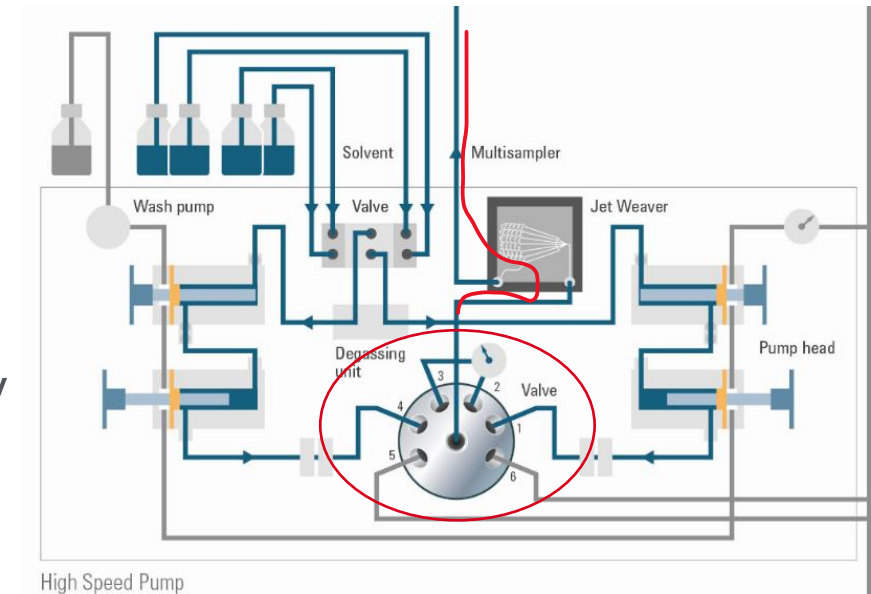 Solvent
Multisampler
Wash pump
Valve
Jet Weaver
Degassing
unit
Pump head
3
2
Valve
4
1
5
6
High Speed Pump